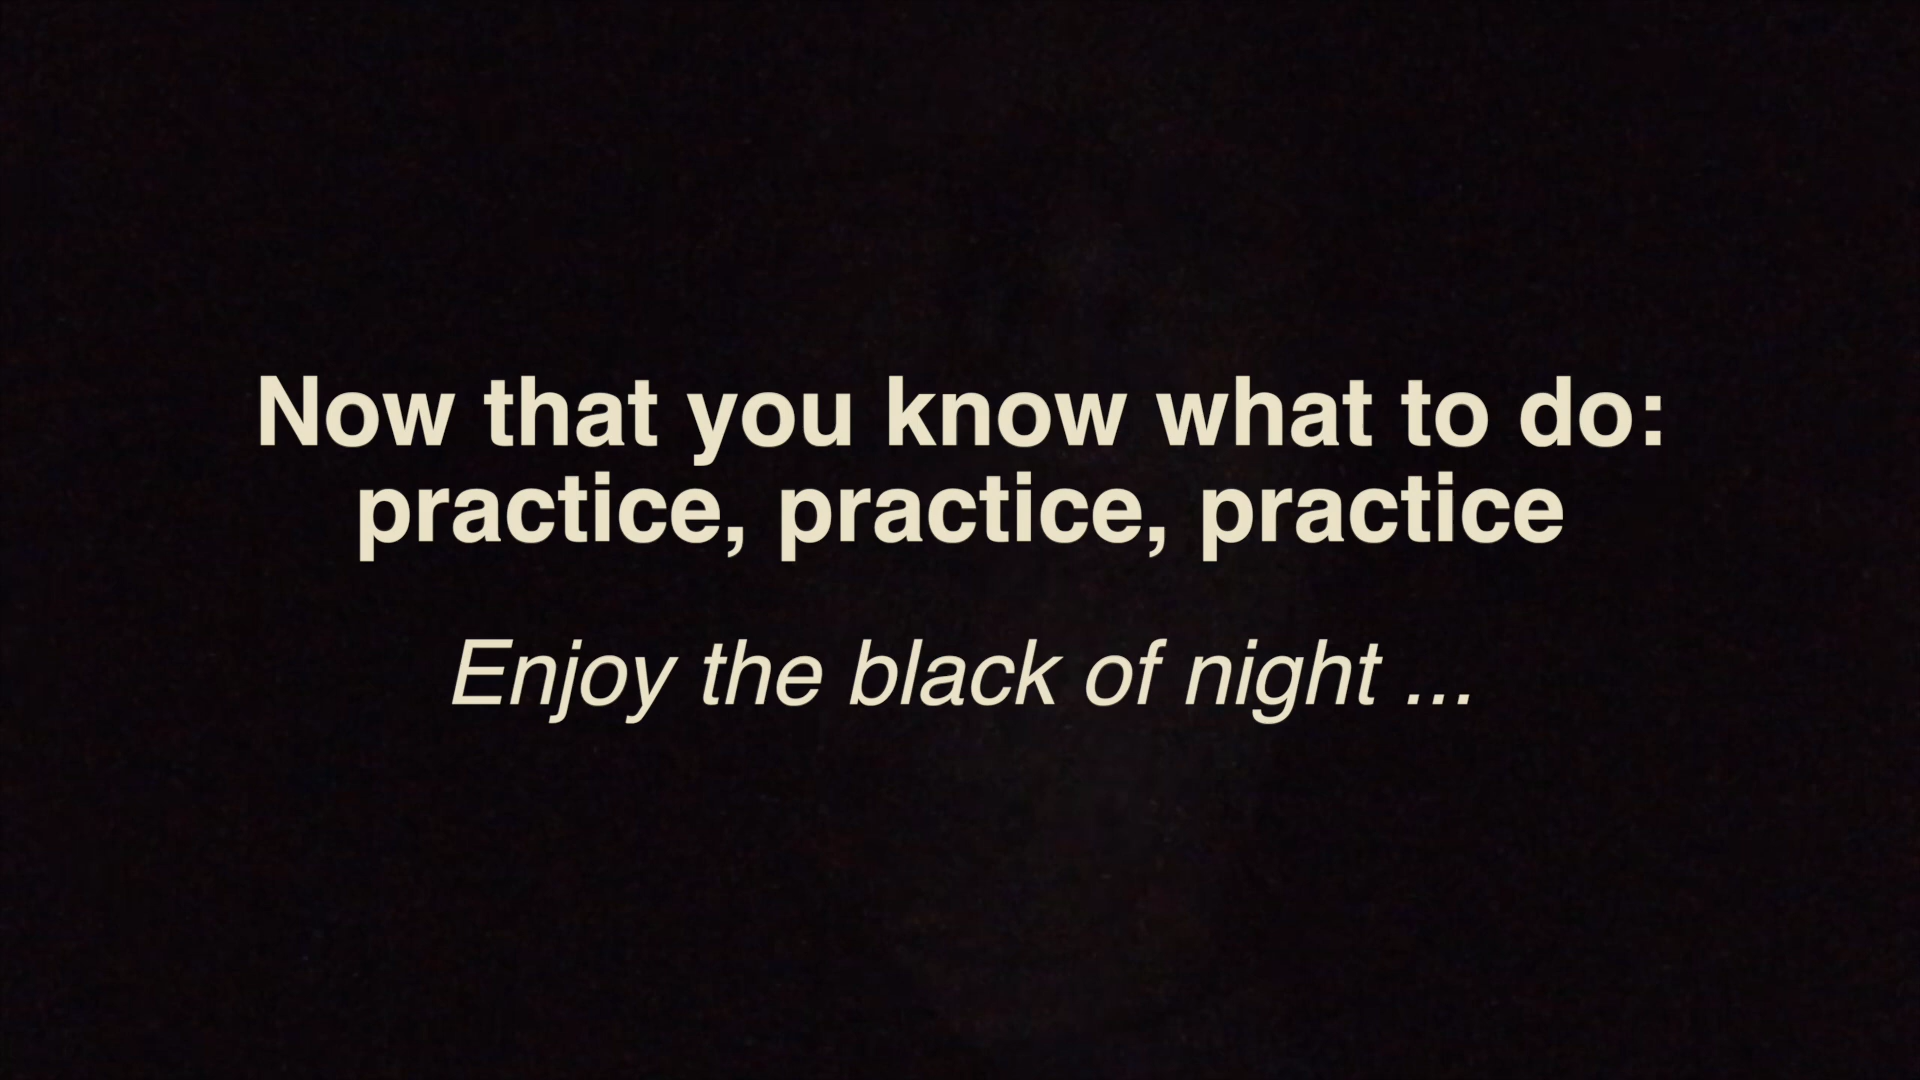 Now that you know what to do:
practice, practice, practice
Enjoy the black of night ...